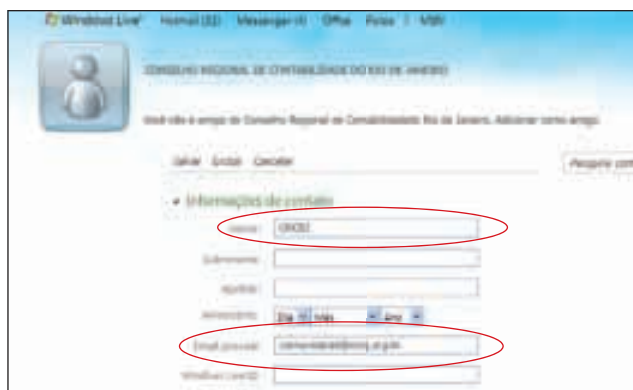 Windows Live Hotmail Messenger Office Fotos | MSN
CONSELHO REGIONAL DE CONTABILIDADE DO RIO DE JANEIRO
Você não é amigo de Conselho Regional de Contabilidade Rio de Janeiro. Adicionar como amigo.
Salvar Excluir Cancelar
Pesquisar cont
Informações de contato
Nome:
Sobrenome:
Apelido:
Aniversário: Dia Mês Ano
Email pessoal:
Windows Live ID: